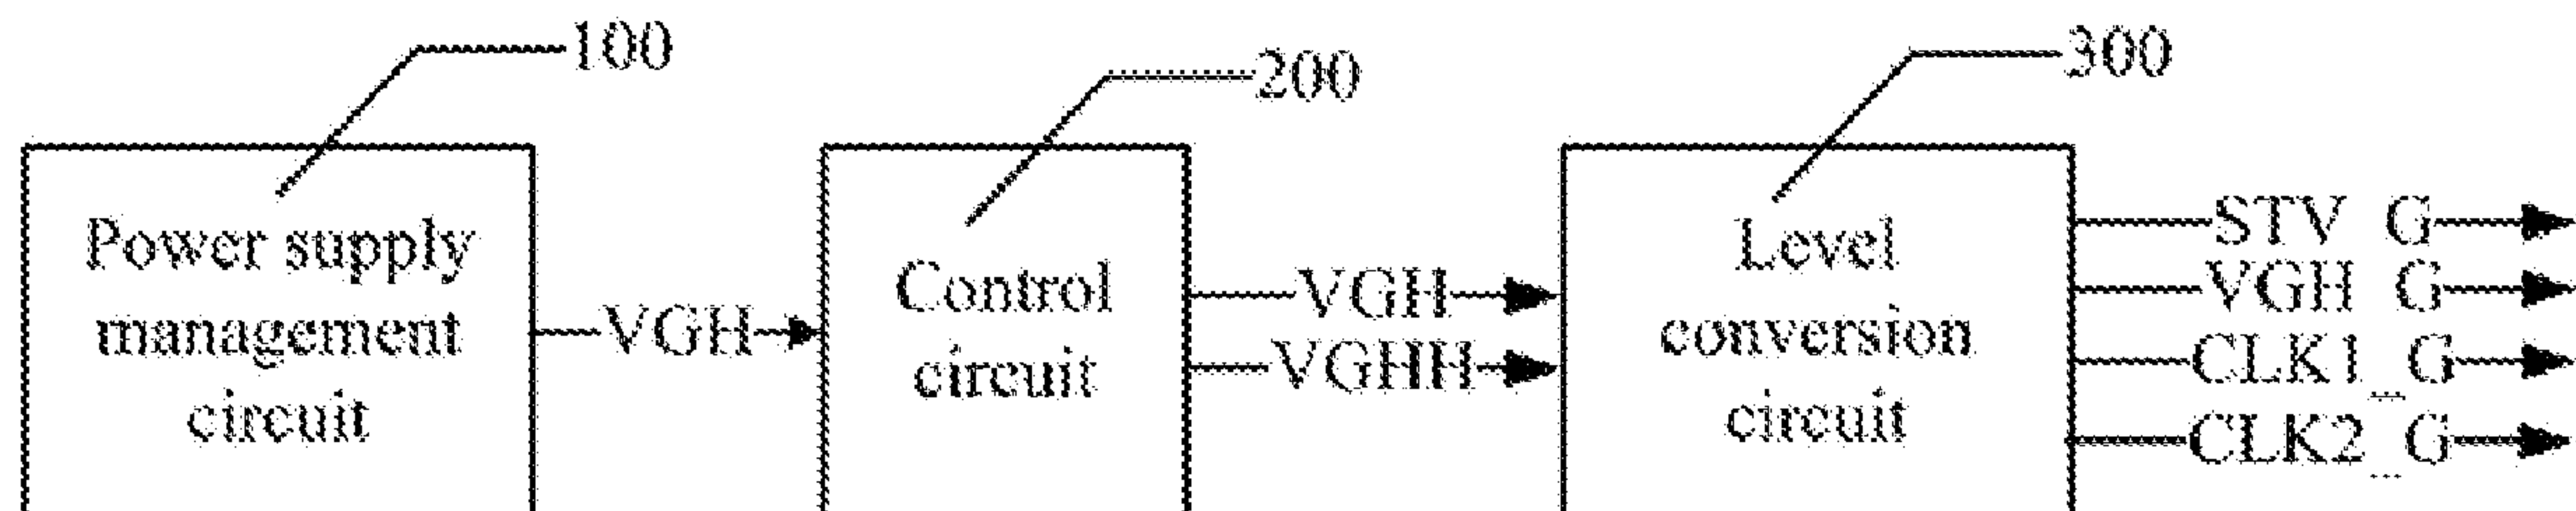 100
200
300
Power supply
management
circuit
VGH
Control
circuit
VGH
VGHH
Level
conversion
circuit
STV_G
VGH_G
CLK1_G
CLK2_G